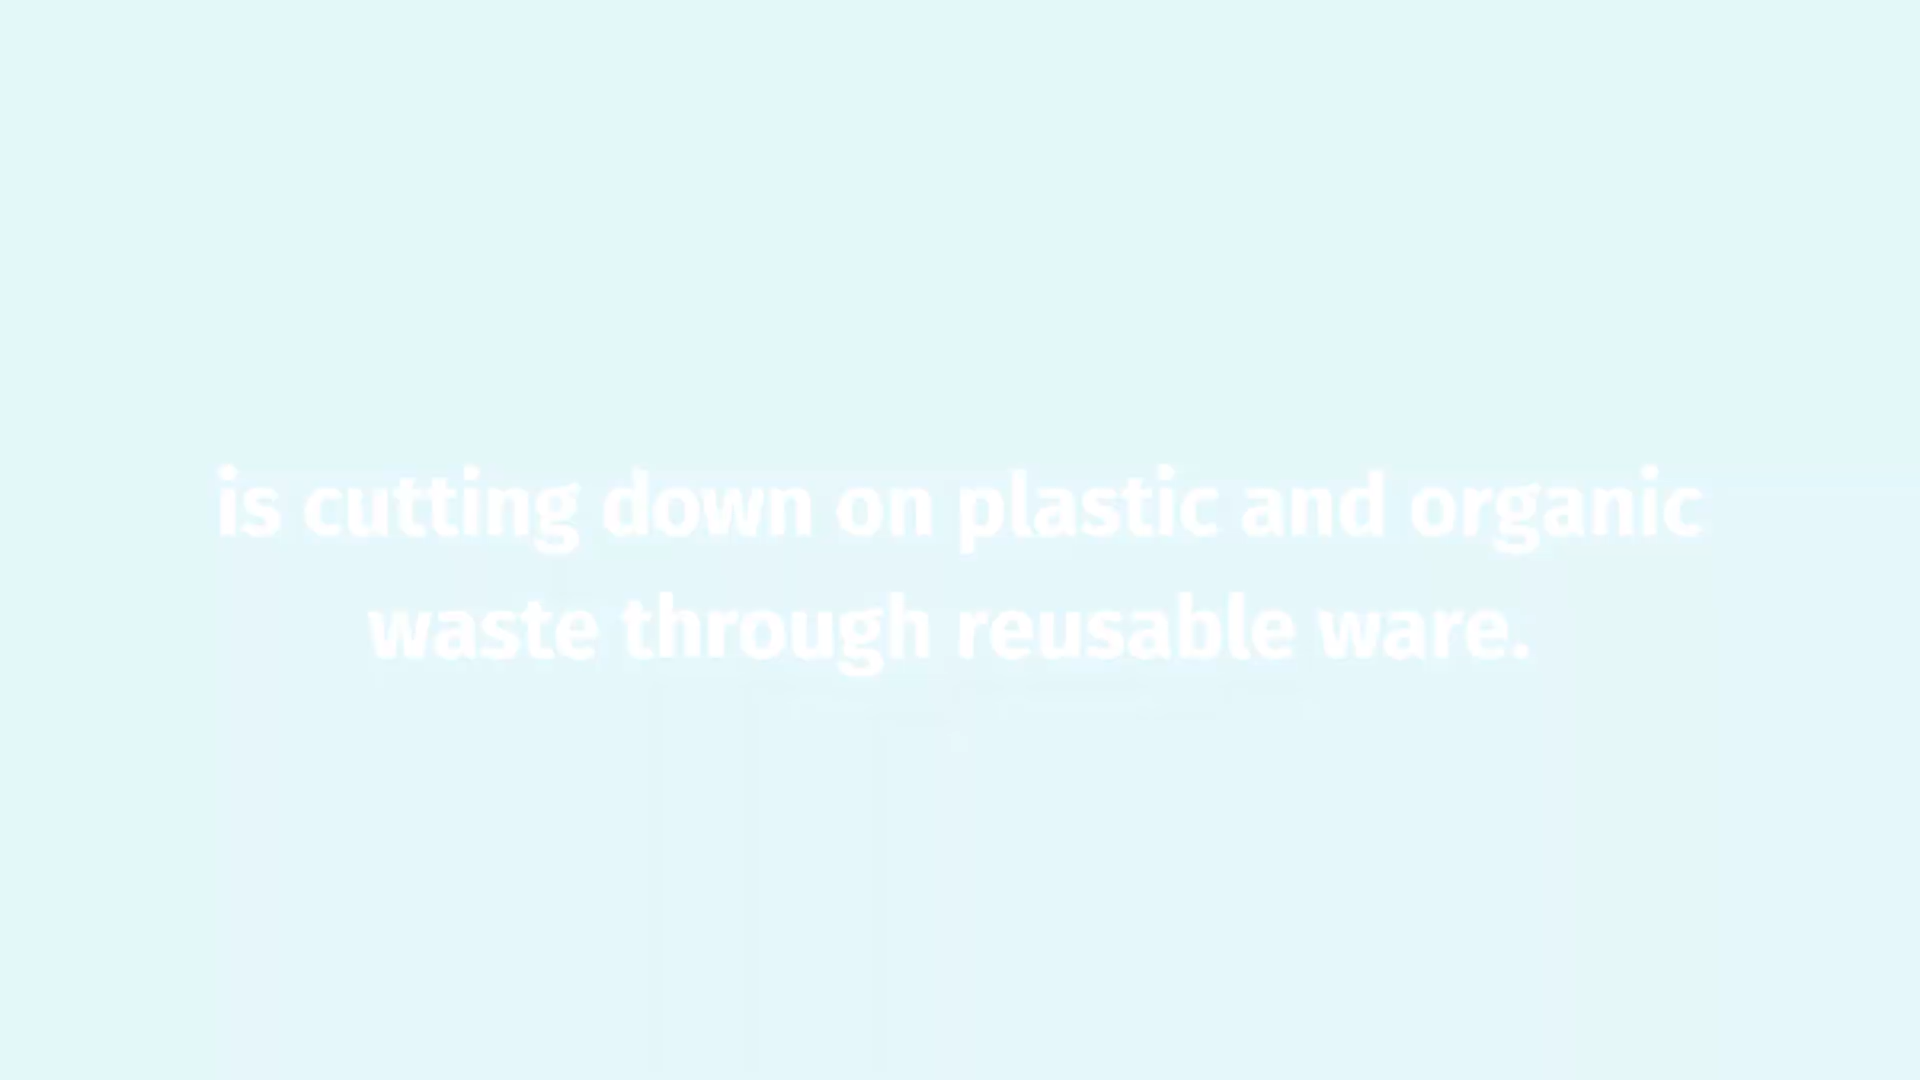 is cutting down on plastic and organic
waste through reusable ware.